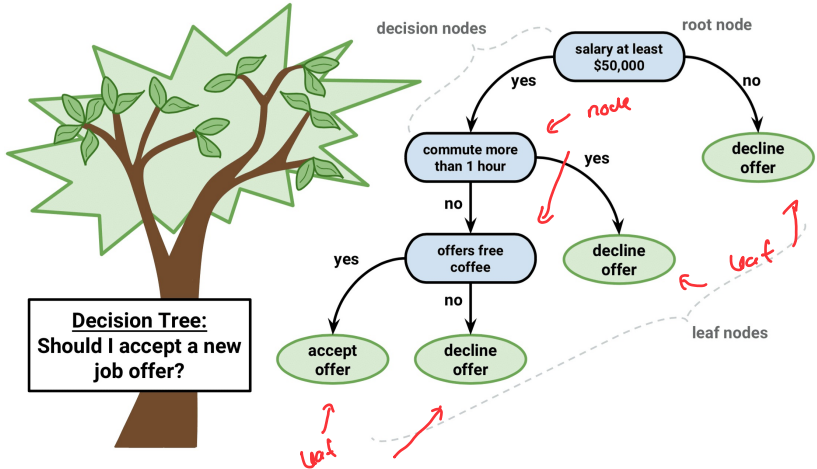 decision nodes
root node
salary at least
$50,000
yes
no
node
commute more
than 1 hour
yes
decline
offer
no
offers free
coffee
decline
offer
leaf
yes
no
leaf nodes
Decision Tree:
Should I accept a new
job offer?
accept
offer
decline
offer
leaf